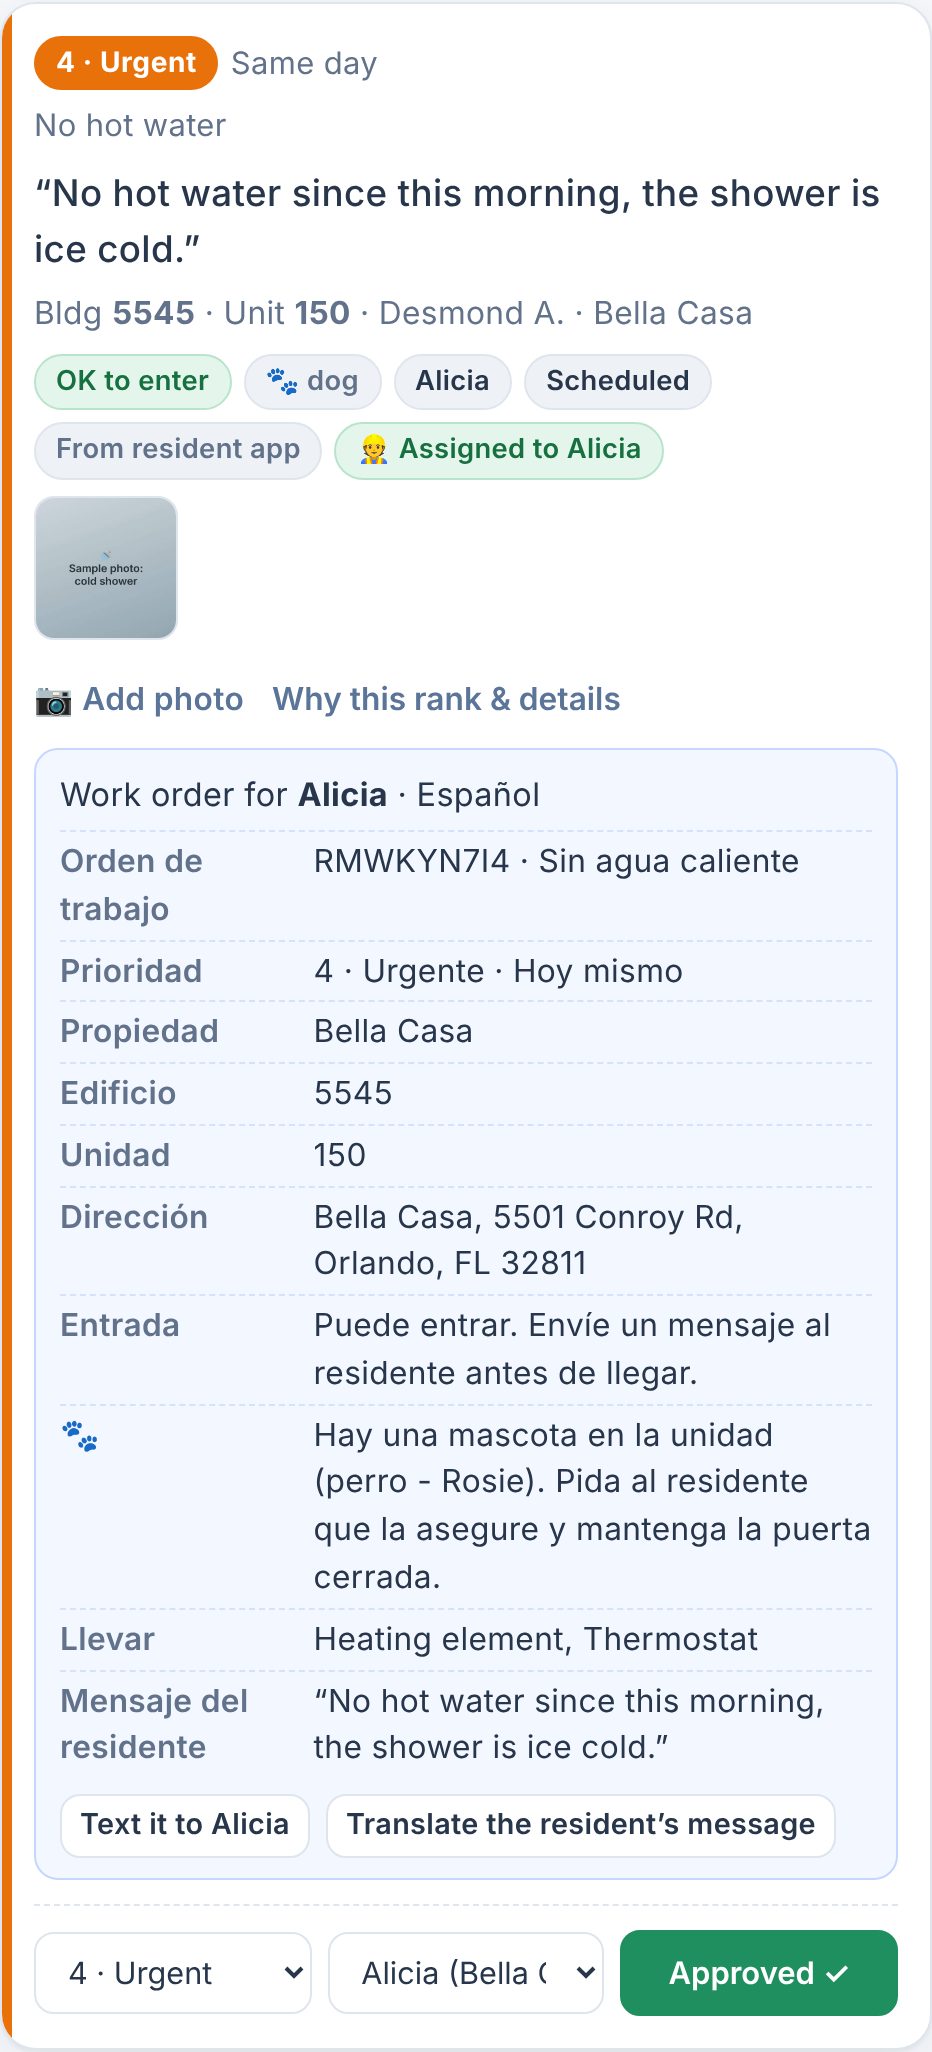 4 · Urgent Same day
No hot water
“No hot water since this morning, the shower is
ice cold.”
Bldg 5545 · Unit 150 · Desmond A. · Bella Casa
OK to enter 🐾 dog Alicia Scheduled
From resident app 👷 Assigned to Alicia
Sample photo:
cold shower
📷 Add photo Why this rank & details
Work order for Alicia · Español
Orden de trabajo RMWKYN7I4 · Sin agua caliente
Prioridad 4 · Urgente · Hoy mismo
Propiedad Bella Casa
Edificio 5545
Unidad 150
Dirección Bella Casa, 5501 Conroy Rd,
Orlando, FL 32811
Entrada Puede entrar. Envíe un mensaje al
residente antes de llegar.
🐾 Hay una mascota en la unidad
(perro - Rosie). Pida al residente
que la asegure y mantenga la puerta
cerrada.
Llevar Heating element, Thermostat
Mensaje del residente “No hot water since this morning,
the shower is ice cold.”
Text it to Alicia Translate the resident’s message
4 · Urgent Alicia (Bella Approved ✓